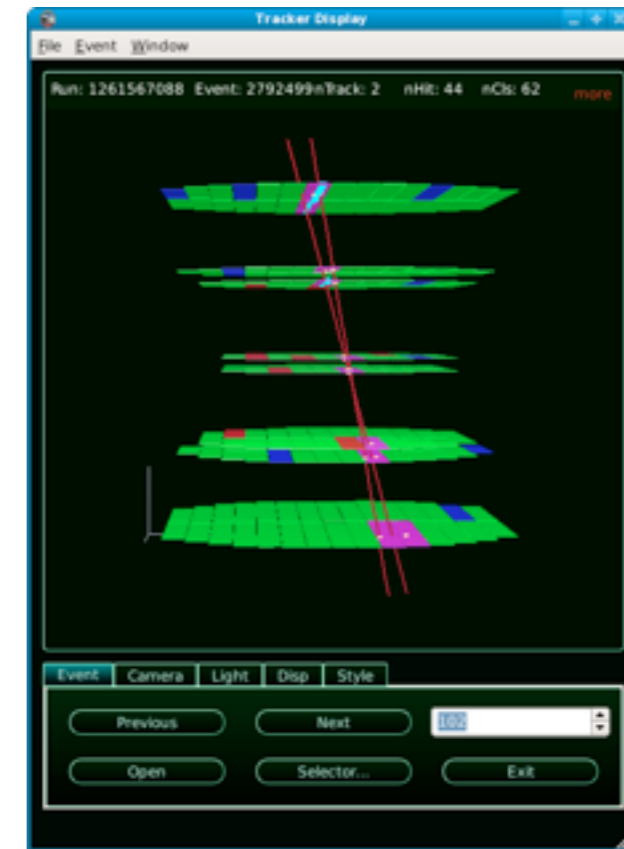 Tracker Display
File Event Window
Run: 1261567088 Event: 2792499nTrack: 2 nHit: 44 nCls: 62 more
Event Camera Light Disp Style
Previous Next 102
Open Selector... Exit